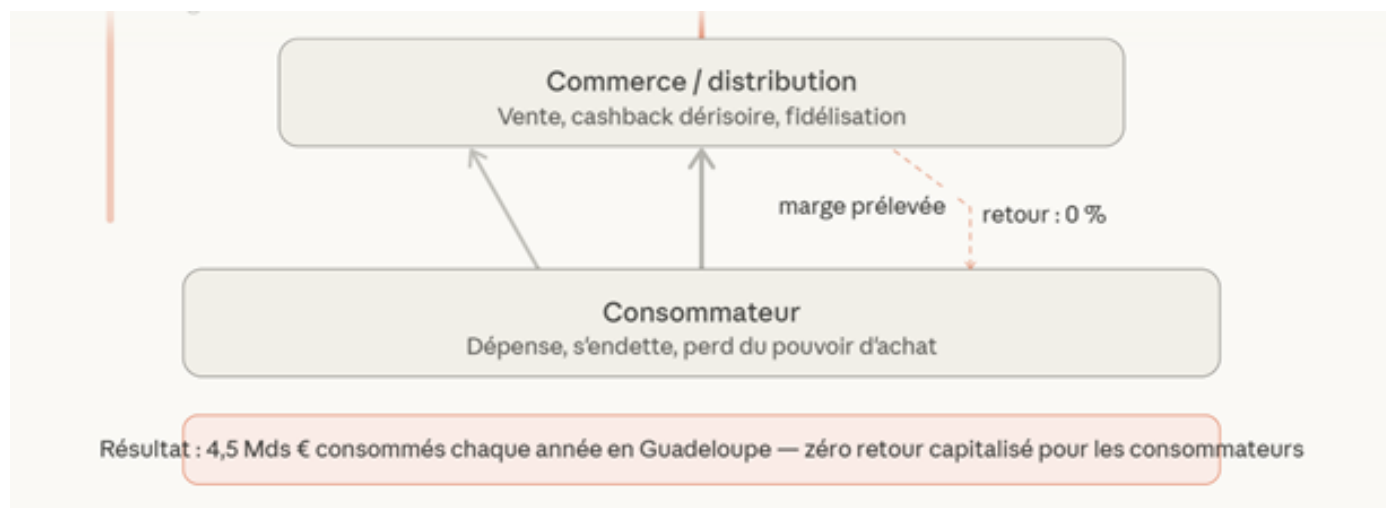 Commerce / distribution
Vente, cashback dérisoire, fidélisation
marge prélevée
retour : 0 %
Consommateur
Dépense, s'endette, perd du pouvoir d'achat
Résultat : 4,5 Mds € consommés chaque année en Guadeloupe — zéro retour capitalisé pour les consommateurs